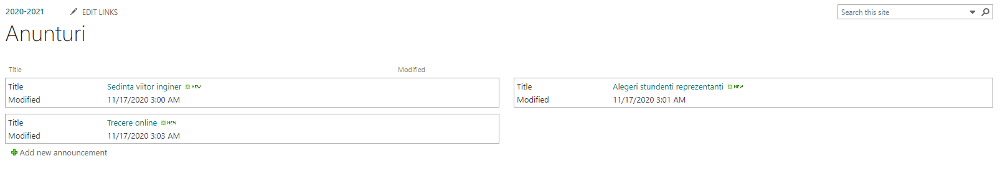 2020-2021 EDIT LINKS Search this site
Anunturi
Title Modified
Title Sedinta viitor inginer NEW
Modified 11/17/2020 3:00 AM
Title Alegeri stundenti reprezentanti NEW
Modified 11/17/2020 3:01 AM
Title Trecere online NEW
Modified 11/17/2020 3:03 AM
Add new announcement